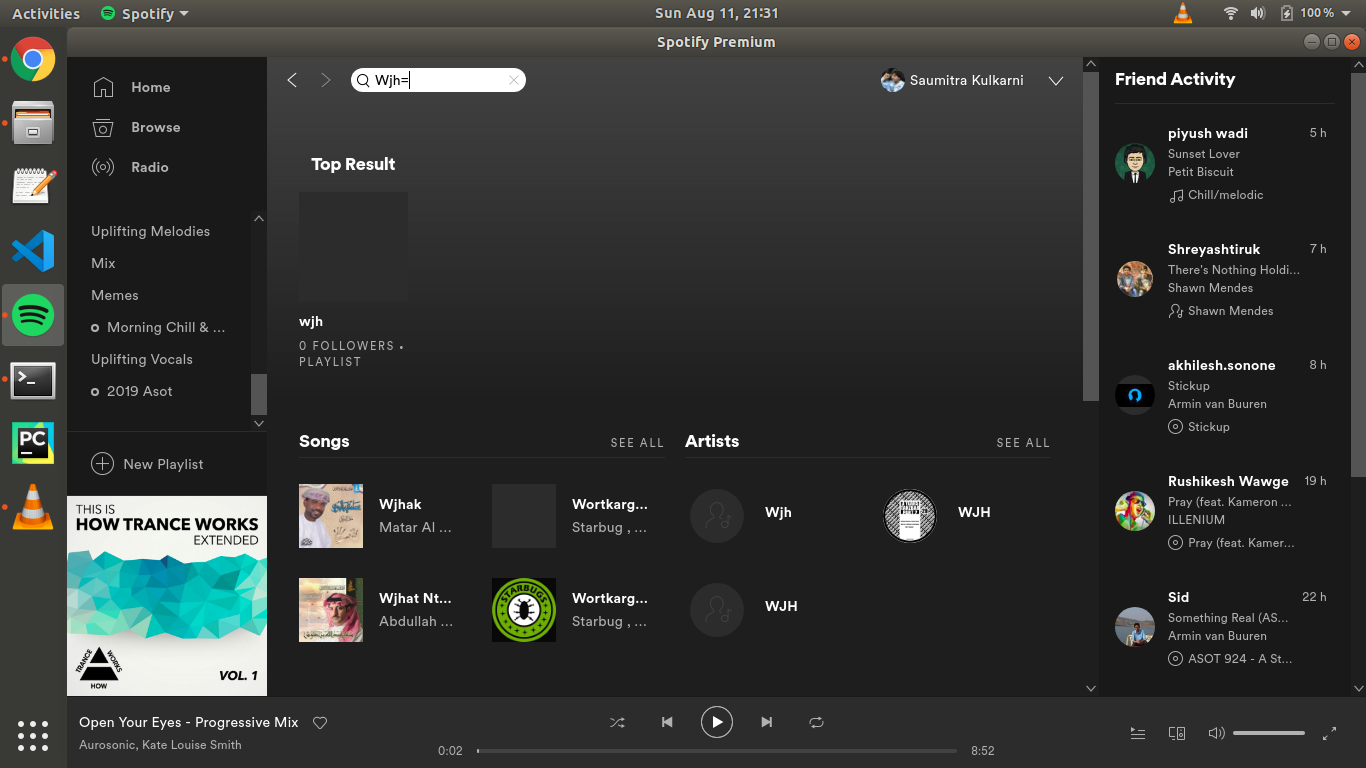 Activities
Spotify
Sun Aug 11, 21:31
100%
Spotify Premium
Home
Browse
Radio
Uplifting Melodies
Mix
Memes
Morning Chill & ...
Uplifting Vocals
2019 Asot
New Playlist
THIS IS
HOW TRANCE WORKS
EXTENDED
TRANCE
WORKS
HOW
VOL. 1
Wjh=
Saumitra Kulkarni
Top Result
wjh
0 FOLLOWERS •
PLAYLIST
Songs
SEE ALL
Wjhak
Matar Al ...
Wortkarg...
Starbug , ...
Wjhat Nt...
Abdullah ...
STARBUGS
Wortkarg...
Starbug , ...
Artists
SEE ALL
Wjh
WJH
WJH
Friend Activity
piyush wadi 5 h
Sunset Lover
Petit Biscuit
Chill/melodic
Shreyashtiruk 7 h
There's Nothing Holdi...
Shawn Mendes
Shawn Mendes
akhilesh.sonone 8 h
Stickup
Armin van Buuren
Stickup
Rushikesh Wawge 19 h
Pray (feat. Kameron ...
ILLENIUM
Pray (feat. Kamer...
Sid 22 h
Something Real (AS...
Armin van Buuren
ASOT 924 - A St...
Open Your Eyes - Progressive Mix
Aurosonic, Kate Louise Smith
0:02
8:52
PC